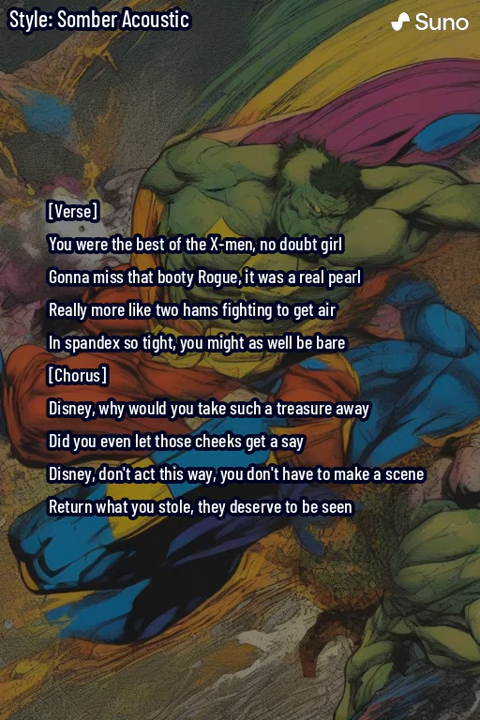 Style: Somber Acoustic
Suno
[Verse]
You were the best of the X-men, no doubt girl
Gonna miss that booty Rogue, it was a real pearl
Really more like two hams fighting to get air
In spandex so tight, you might as well be bare
[Chorus]
Disney, why would you take such a treasure away
Did you even let those cheeks get a say
Disney, don't act this way, you don't have to make a scene
Return what you stole, they deserve to be seen